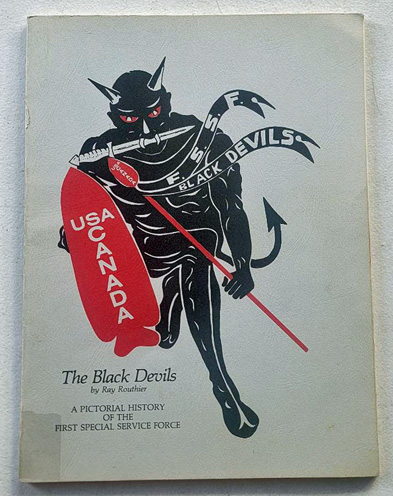 F. S. S. F.
BLACK DEVILS.
USA
CANADA
The Black Devils
by Ray Routhier
A PICTORIAL HISTORY
OF THE
FIRST SPECIAL SERVICE FORCE